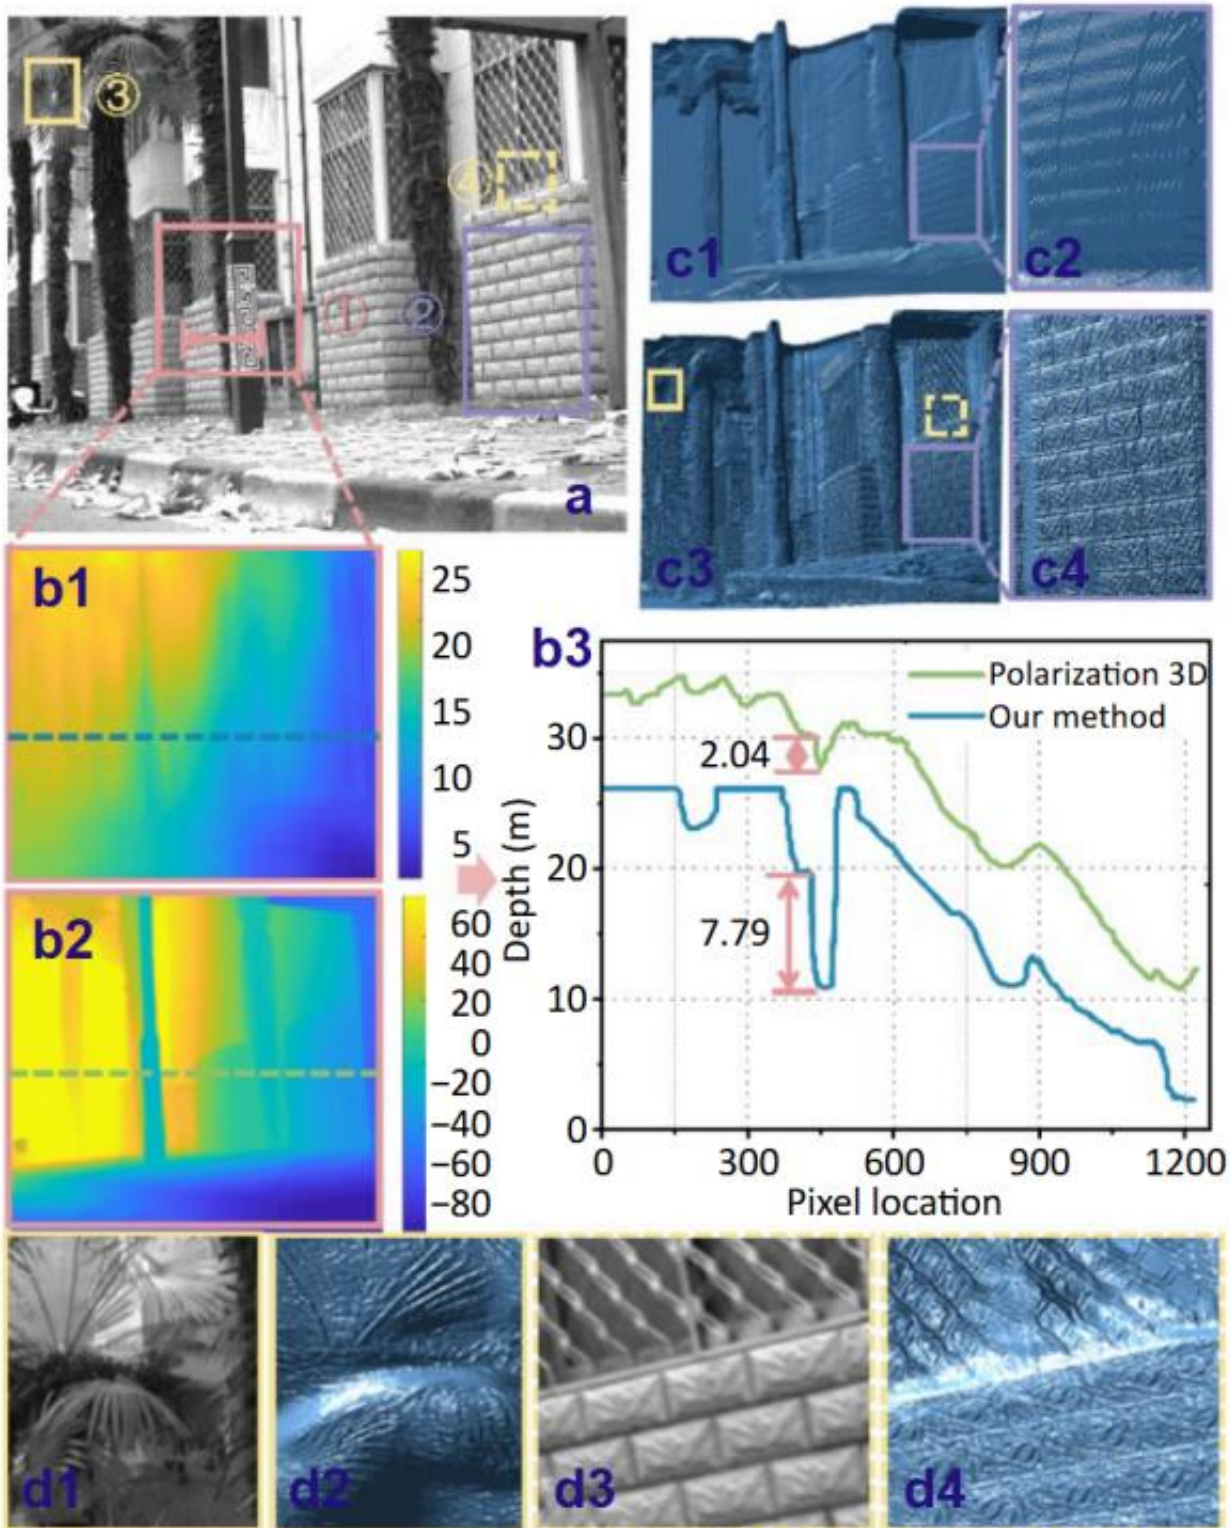 ③
④
①
②
a
c1
c2
c3
c4
b1
25
20
15
10
5
b2
60
40
20
0
−20
−40
−60
−80
b3
Polarization 3D
Our method
30
2.04
20
7.79
10
0
Depth (m)
0 300 600 900 1200
Pixel location
d1
d2
d3
d4